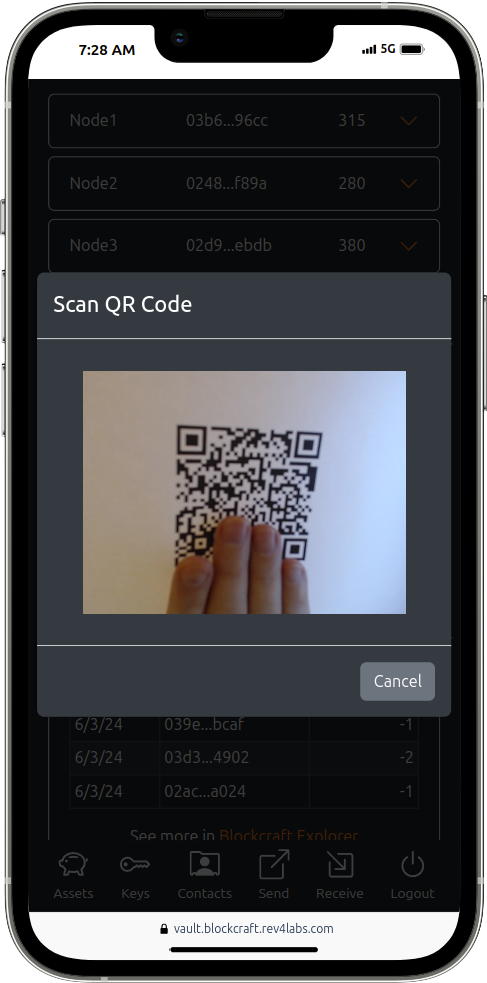 7:28 AM 5G
Node1 03b6...96cc 315
Node2 0248...f89a 280
Node3 02d9...ebdb 380
Scan QR Code
Cancel
6/3/24 039e...bcaf -1
6/3/24 03d3...4902 -2
6/3/24 02ac...a024 -1
See more in Blockcraft Explorer
Assets Keys Contacts Send Receive Logout
vault.blockcraft.rev4labs.com